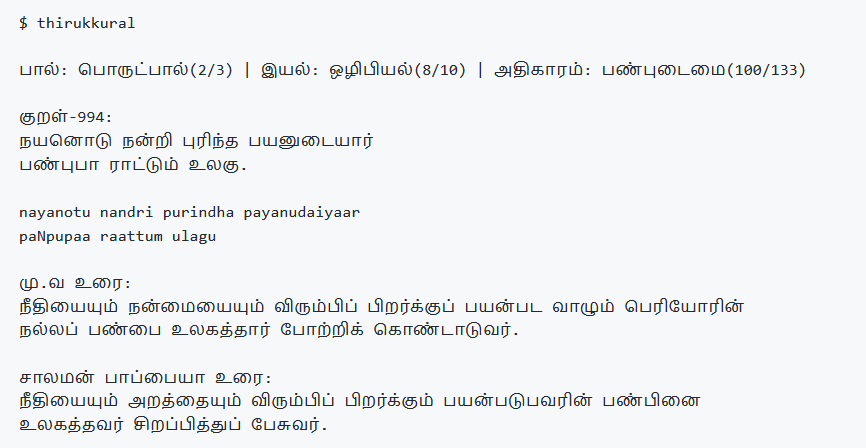 $ thirukkural
பால்: பொருட்பால்(2/3) | இயல்: ஒழிபியல்(8/10) | அதிகாரம்: பண்புடைமை(100/133)
குறள்-994:
நயனொடு நன்றி புரிந்த பயனுடையார்
பண்புபா ராட்டும் உலகு.
nayanotu nandri purindha payanudaiyaar
paNpupaa raattum ulagu
மு.வ உரை:
நீதியையும் நன்மையையும் விரும்பிப் பிறர்க்குப் பயன்பட வாழும் பெரியோரின்
நல்லப் பண்பை உலகத்தார் போற்றிக் கொண்டாடுவர்.
சாலமன் பாப்பையா உரை:
நீதியையும் அறத்தையும் விரும்பிப் பிறர்க்கும் பயன்படுபவரின் பண்பினை
உலகத்தவர் சிறப்பித்துப் பேசுவர்.